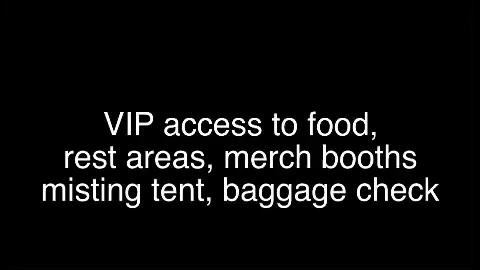 VIP access to food,
rest areas, merch booths
misting tent, baggage check